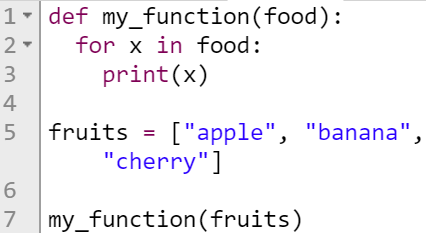 1 def my_function(food):
2   for x in food:
3     print(x)
4
5 fruits = ["apple", "banana",
    "cherry"]
6
7 my_function(fruits)